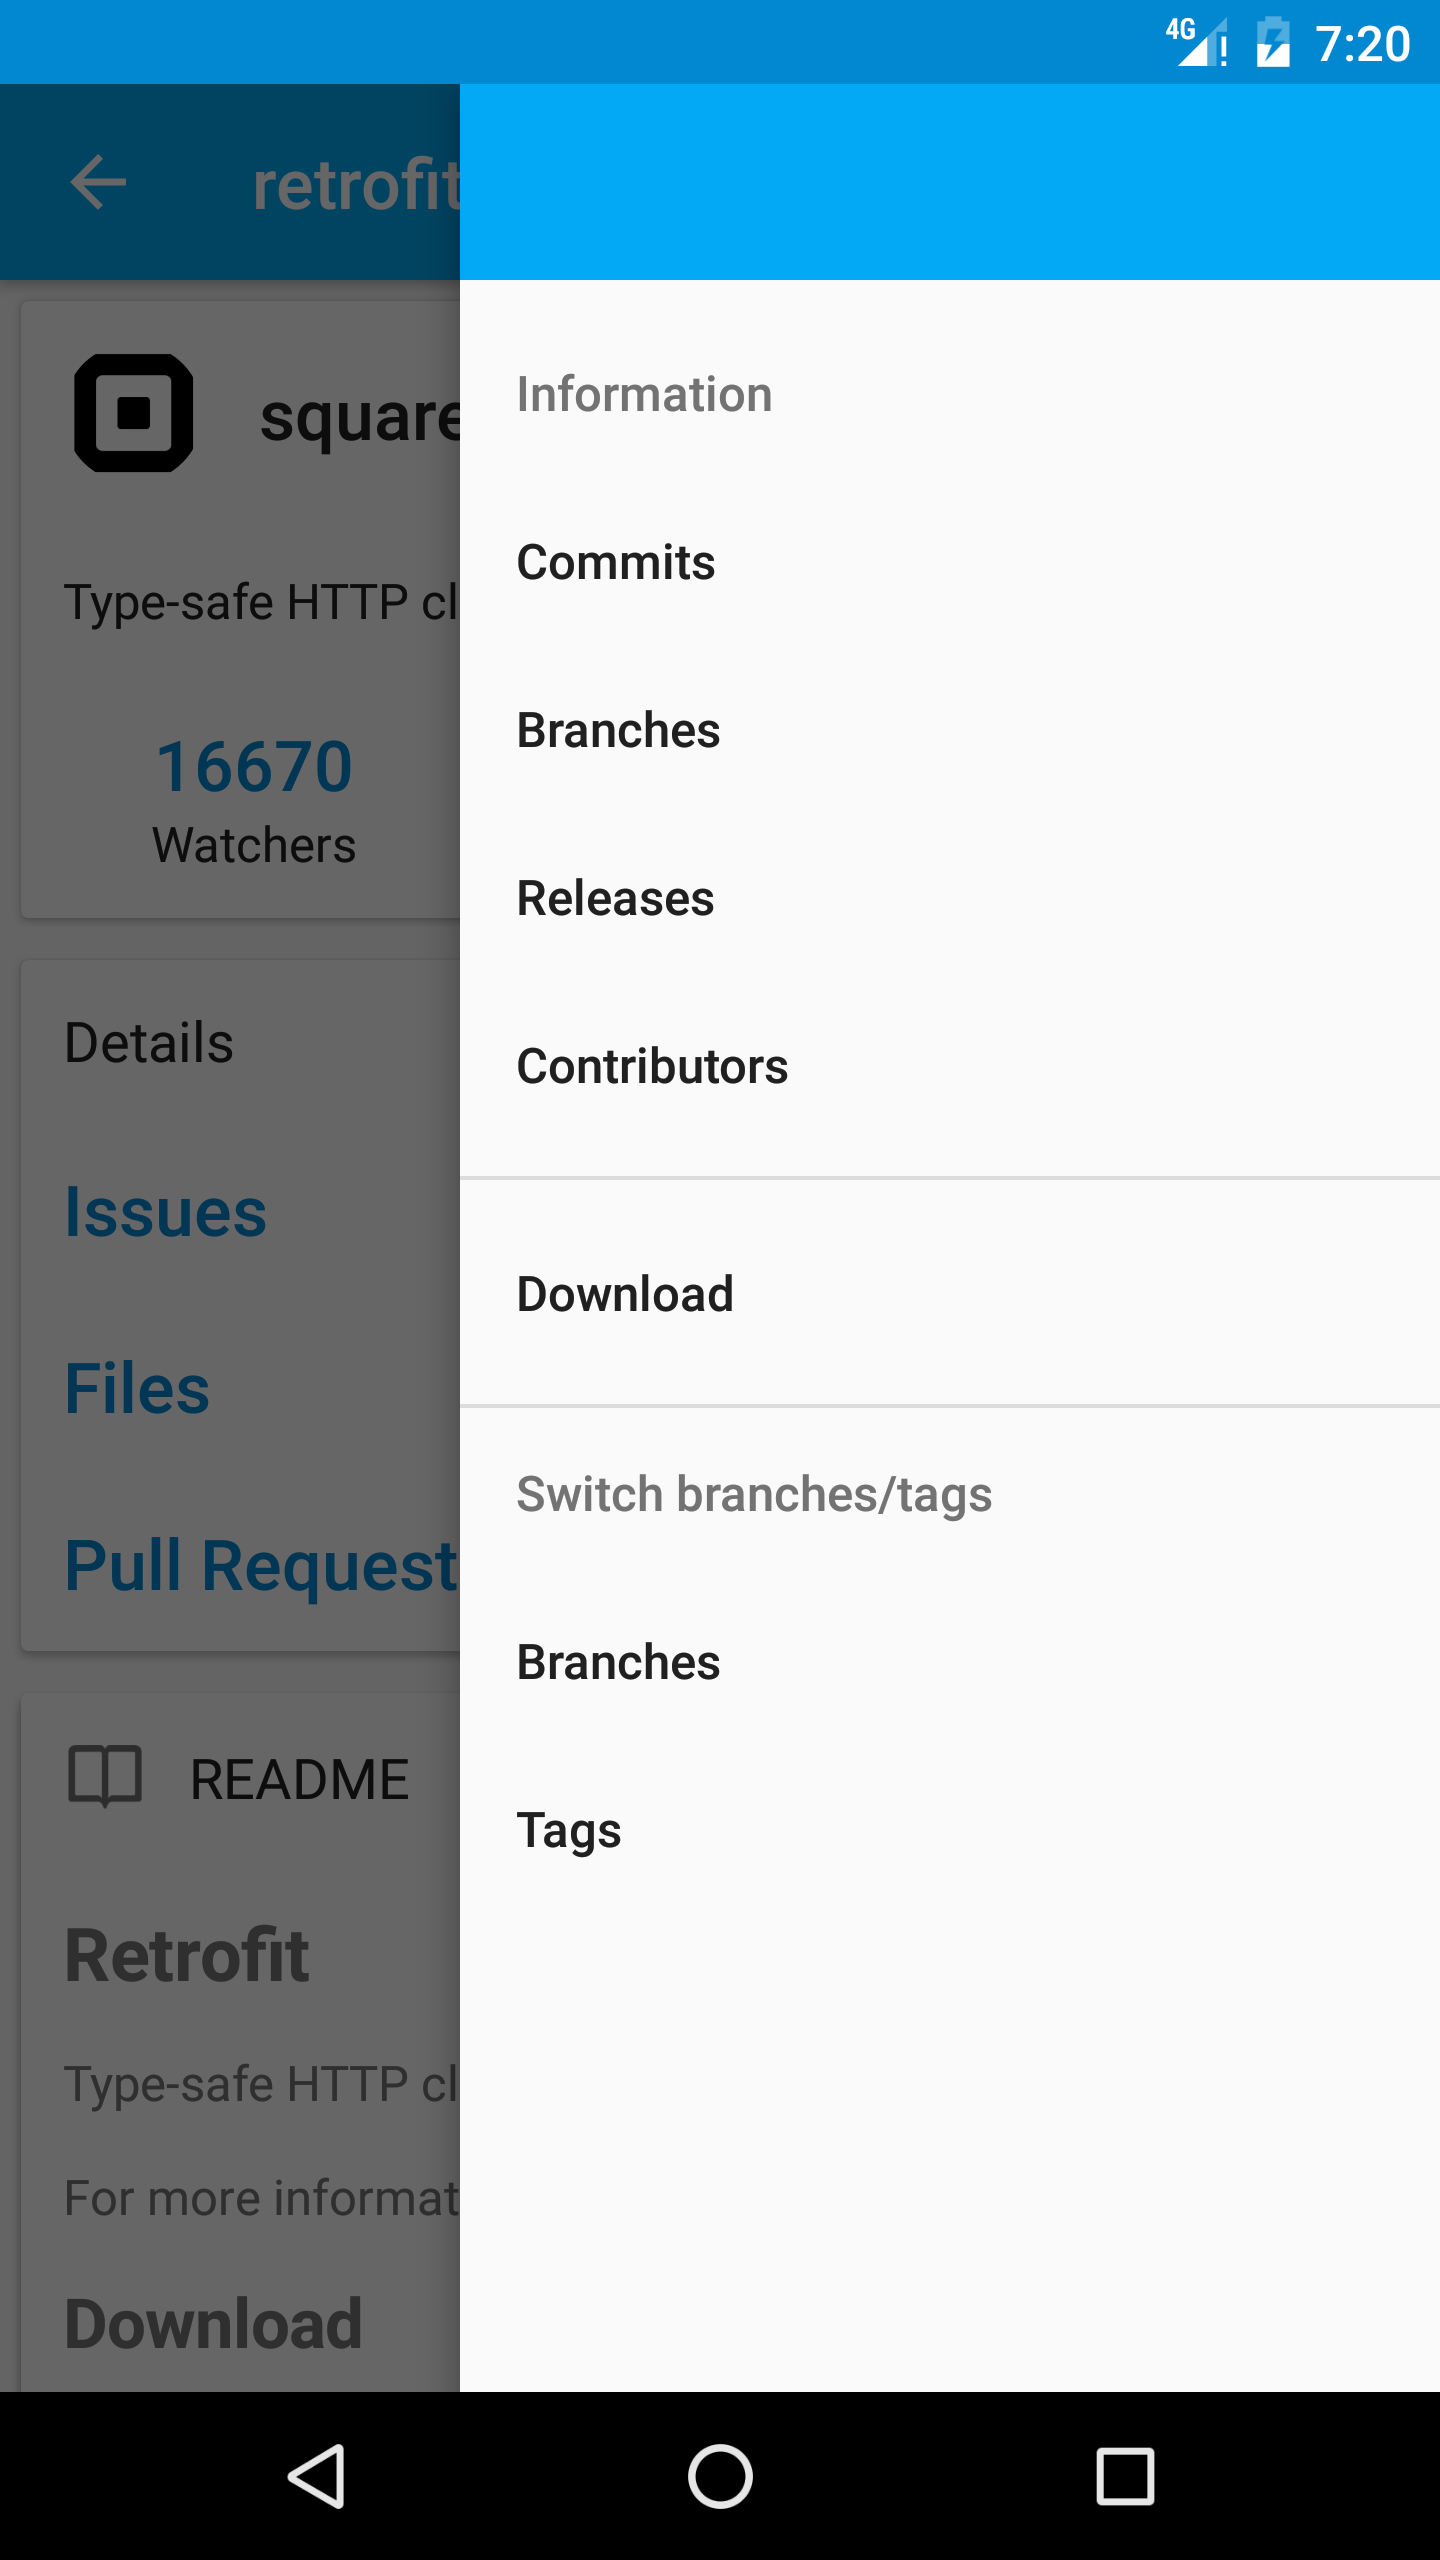 4G 7:20
retrofit
square
Type-safe HTTP cl
16670
Watchers
Details
Issues
Files
Pull Request
README
Retrofit
Type-safe HTTP cl
For more informat
Download
Information
Commits
Branches
Releases
Contributors
Download
Switch branches/tags
Branches
Tags